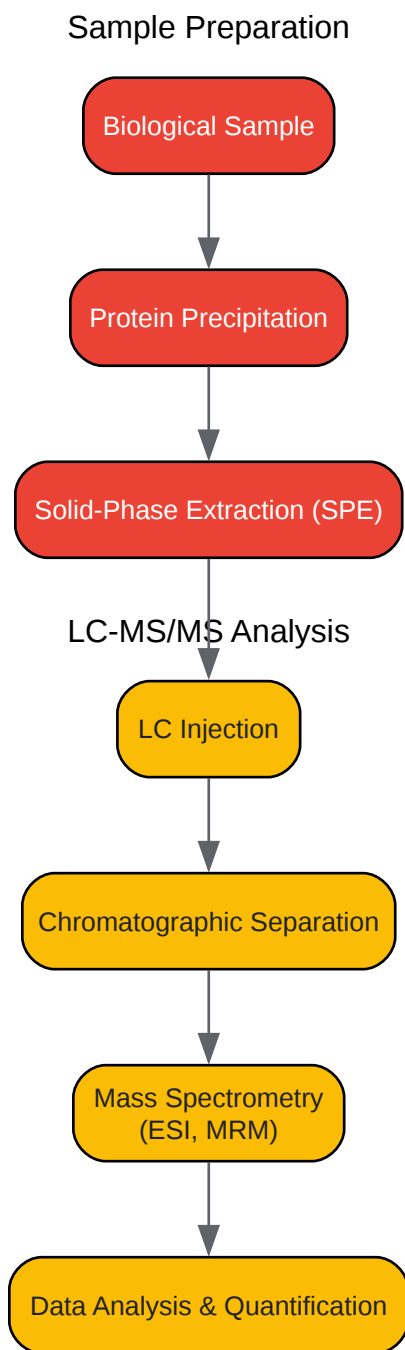 Sample Preparation
Biological Sample
Protein Precipitation
Solid-Phase Extraction (SPE)
LC-MS/MS Analysis
LC Injection
Chromatographic Separation
Mass Spectrometry
(ESI, MRM)
Data Analysis & Quantification